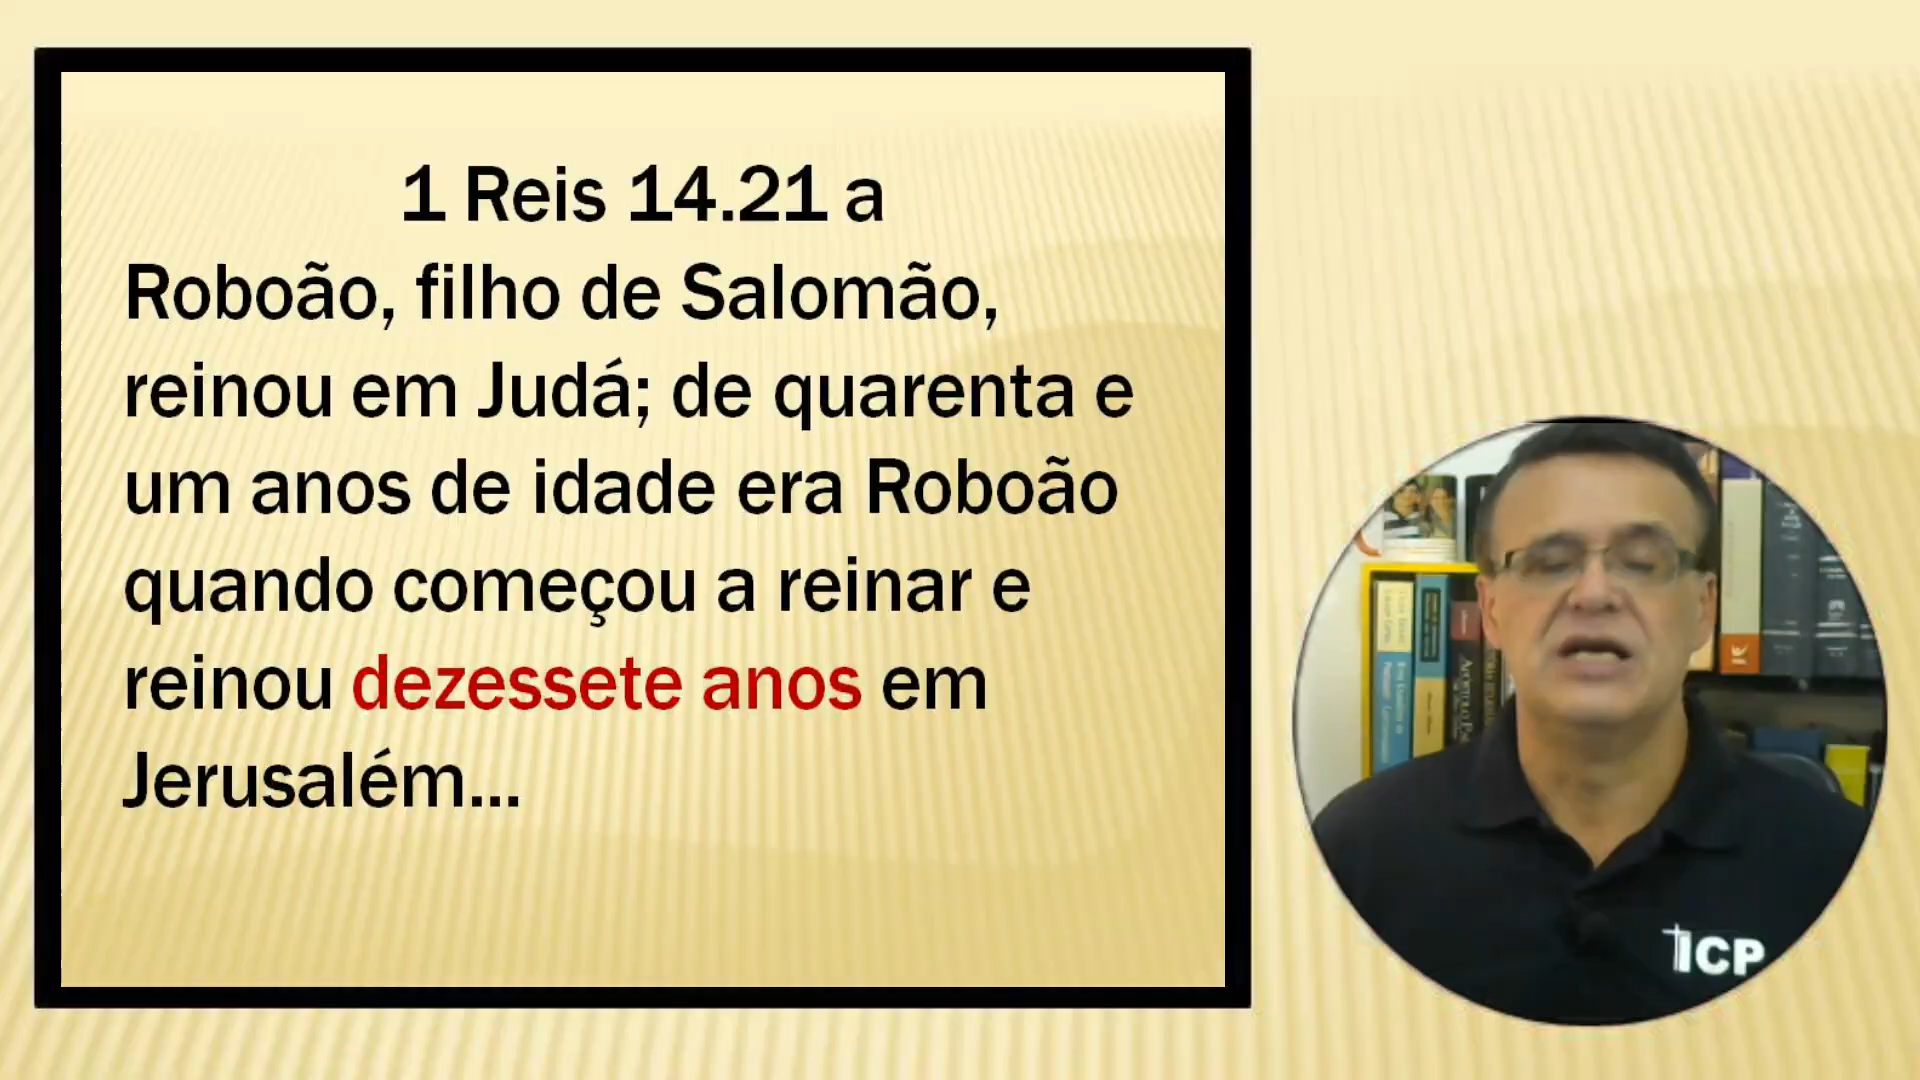 1 Reis 14.21 a
Roboão, filho de Salomão,
reinou em Judá; de quarenta e
um anos de idade era Roboão
quando começou a reinar e
reinou dezessete anos em
Jerusalém...
ICP